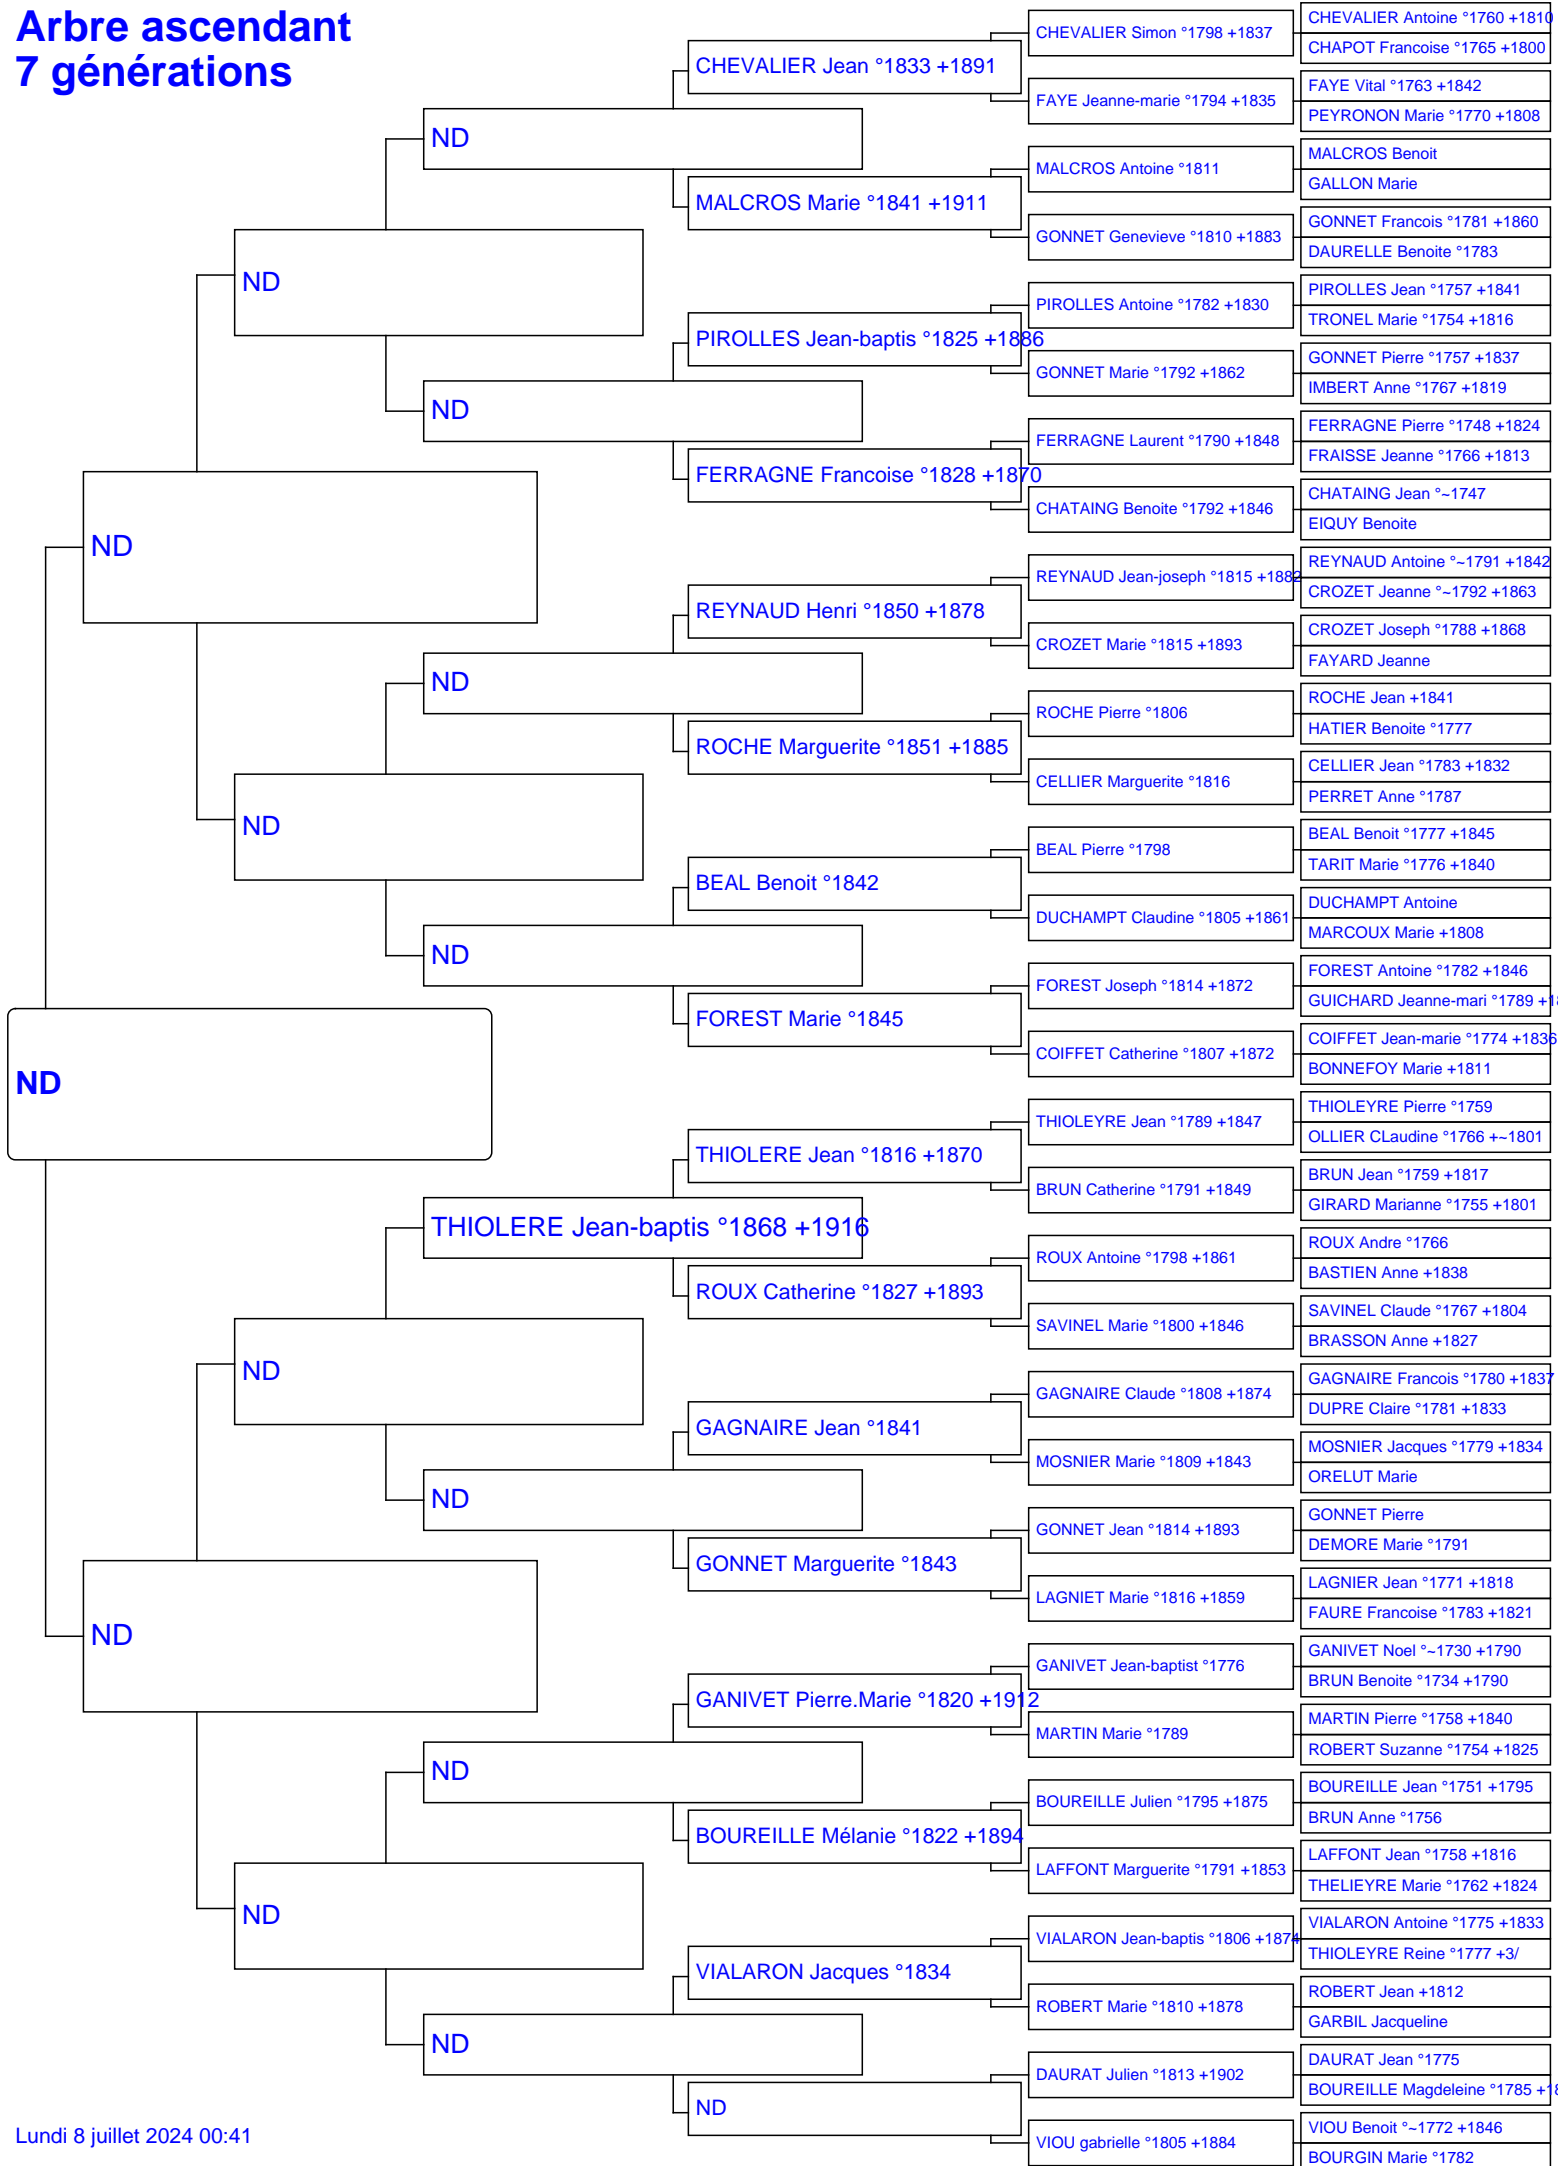 Arbre ascendant
7 générations
ND
ND
ND
ND
ND
ND
ND
ND
ND
ND
ND
THIOLERE Jean-baptis °1868 +1916
ND
ND
ND
CHEVALIER Jean °1833 +1891
MALCROS Marie °1841 +1911
PIROLLES Jean-baptis °1825 +1886
FERRAGNE Francoise °1828 +1870
REYNAUD Henri °1850 +1878
ROCHE Marguerite °1851 +1885
BEAL Benoit °1842
FOREST Marie °1845
THIOLERE Jean °1816 +1870
ROUX Catherine °1827 +1893
GAGNAIRE Jean °1841
GONNET Marguerite °1843
GANIVET Pierre.Marie °1820 +1912
BOUREILLE Mélanie °1822 +1894
VIALARON Jacques °1834
ND
CHEVALIER Simon °1798 +1837
FAYE Jeanne-marie °1794 +1835
MALCROS Antoine °1811
GONNET Genevieve °1810 +1883
PIROLLES Antoine °1782 +1830
GONNET Marie °1792 +1862
FERRAGNE Laurent °1790 +1848
CHATAING Benoite °1792 +1846
REYNAUD Jean-joseph °1815 +1882
CROZET Marie °1815 +1893
ROCHE Pierre °1806
CELLIER Marguerite °1816
BEAL Pierre °1798
DUCHAMPT Claudine °1805 +1861
FOREST Joseph °1814 +1872
COIFFET Catherine °1807 +1872
THIOLEYRE Jean °1789 +1847
BRUN Catherine °1791 +1849
ROUX Antoine °1798 +1861
SAVINEL Marie °1800 +1846
GAGNAIRE Claude °1808 +1874
MOSNIER Marie °1809 +1843
GONNET Jean °1814 +1893
LAGNIET Marie °1816 +1859
GANIVET Jean-baptist °1776
MARTIN Marie °1789
BOUREILLE Julien °1795 +1875
LAFFONT Marguerite °1791 +1853
VIALARON Jean-baptis °1806 +1874
ROBERT Marie °1810 +1878
DAURAT Julien °1813 +1902
VIOU gabrielle °1805 +1884
CHEVALIER Antoine °1760 +1810
CHAPOT Francoise °1765 +1800
FAYE Vital °1763 +1842
PEYRONON Marie °1770 +1808
MALCROS Benoit
GALLON Marie
GONNET Francois °1781 +1860
DAURELLE Benoite °1783
PIROLLES Jean °1757 +1841
TRONEL Marie °1754 +1816
GONNET Pierre °1757 +1837
IMBERT Anne °1767 +1819
FERRAGNE Pierre °1748 +1824
FRAISSE Jeanne °1766 +1813
CHATAING Jean °~1747
EIQUY Benoite
REYNAUD Antoine °~1791 +1842
CROZET Jeanne °~1792 +1863
CROZET Joseph °1788 +1868
FAYARD Jeanne
ROCHE Jean +1841
HATIER Benoite °1777
CELLIER Jean °1783 +1832
PERRET Anne °1787
BEAL Benoit °1777 +1845
TARIT Marie °1776 +1840
DUCHAMPT Antoine
MARCOUX Marie +1808
FOREST Antoine °1782 +1846
GUICHARD Jeanne-mari °1789
COIFFET Jean-marie °1774 +1836
BONNEFOY Marie +1811
THIOLEYRE Pierre °1759
OLLIER CLaudine °1766 +~1801
BRUN Jean °1759 +1817
GIRARD Marianne °1755 +1801
ROUX Andre °1766
BASTIEN Anne +1838
SAVINEL Claude °1767 +1804
BRASSON Anne +1827
GAGNAIRE Francois °1780 +1837
DUPRE Claire °1781 +1833
MOSNIER Jacques °1779 +1834
ORELUT Marie
GONNET Pierre
DEMORE Marie °1791
LAGNIER Jean °1771 +1818
FAURE Francoise °1783 +1821
GANIVET Noel °~1730 +1790
BRUN Benoite °1734 +1790
MARTIN Pierre °1758 +1840
ROBERT Suzanne °1754 +1825
BOUREILLE Jean °1751 +1795
BRUN Anne °1756
LAFFONT Jean °1758 +1816
THELIEYRE Marie °1762 +1824
VIALARON Antoine °1775 +1833
THIOLEYRE Reine °1777 +3/
ROBERT Jean +1812
GARBIL Jacqueline
DAURAT Jean °1775
BOUREILLE Magdeleine °1785
VIOU Benoit °~1772 +1846
BOURGIN Marie °1782
Lundi 8 juillet 2024 00:41